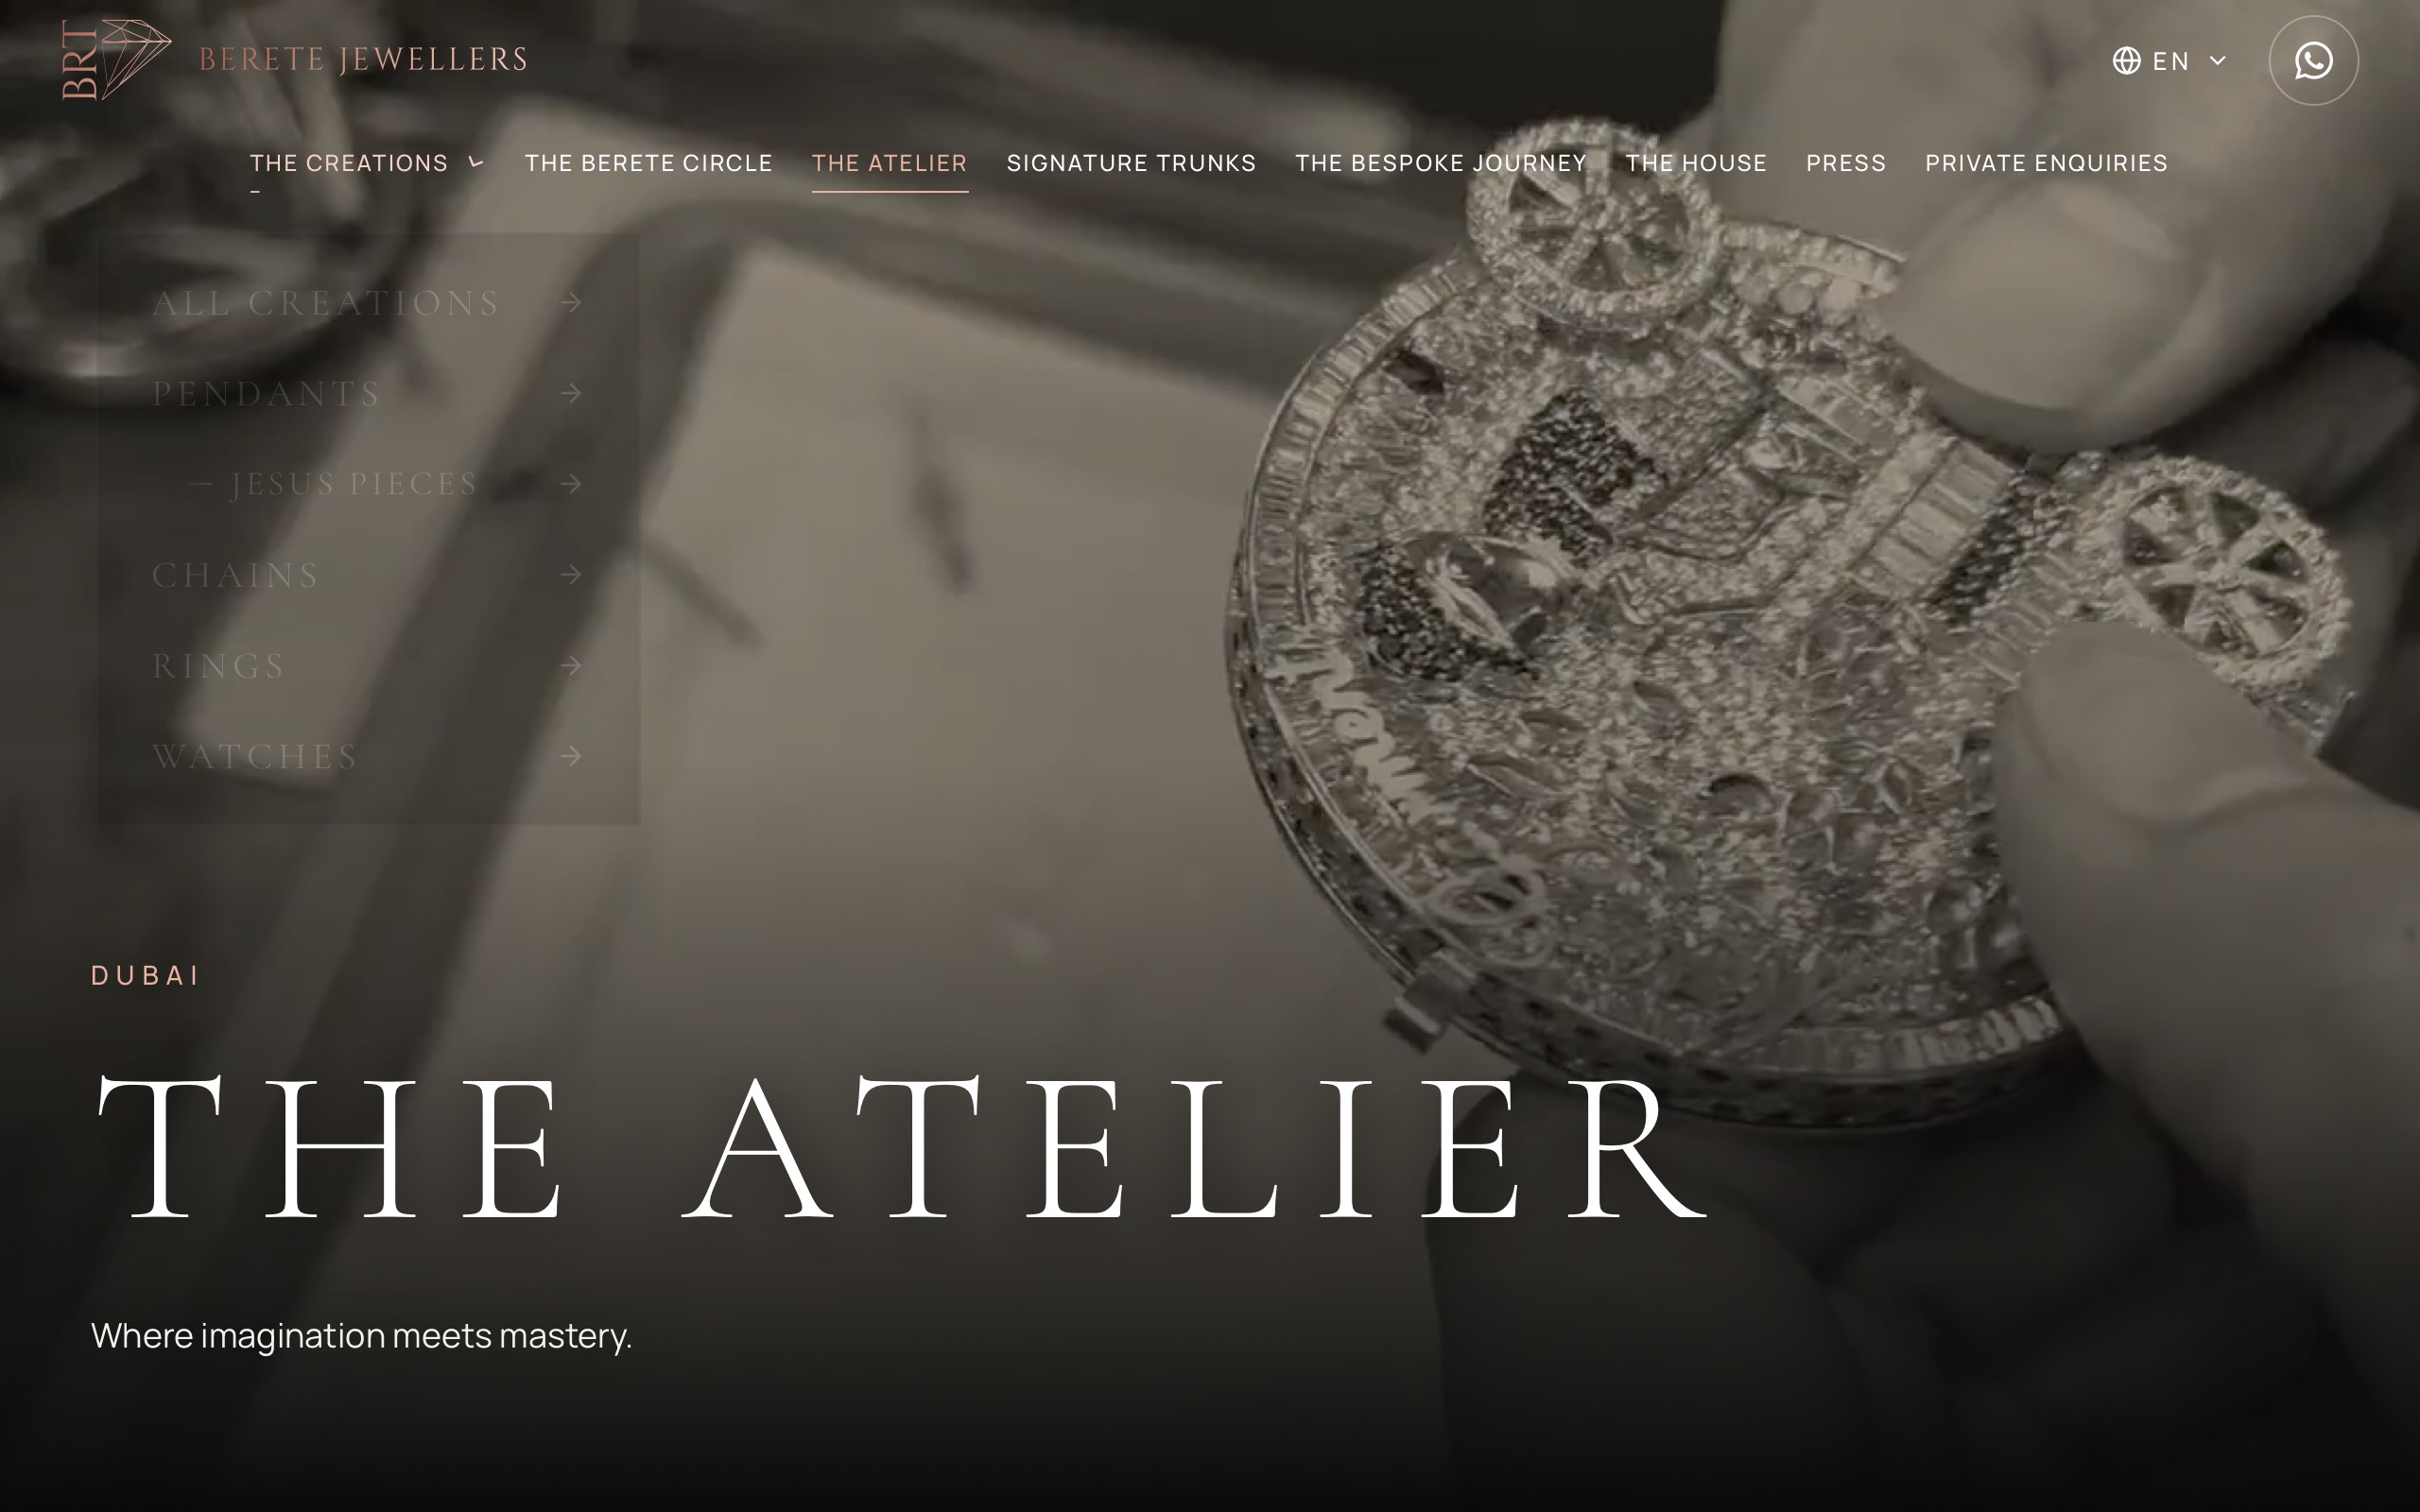 BRT
BERETE JEWELLERS
EN
THE CREATIONS
THE BERETE CIRCLE
THE ATELIER
SIGNATURE TRUNKS
THE BESPOKE JOURNEY
THE HOUSE
PRESS
PRIVATE ENQUIRIES
ALL CREATIONS
PENDANTS
– JESUS PIECES
CHAINS
RINGS
WATCHES
DUBAI
THE ATELIER
Where imagination meets mastery.